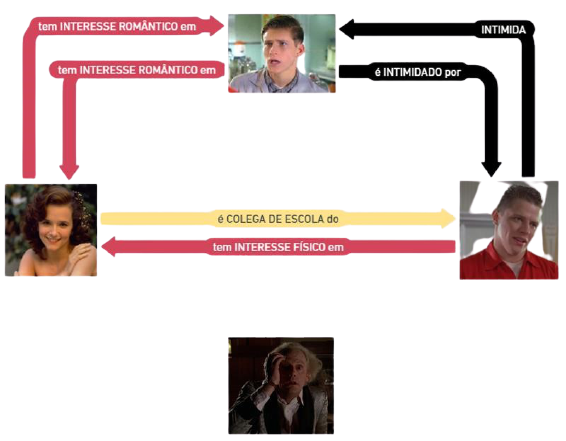 tem INTERESSE ROMÂNTICO em
INTIMIDA
tem INTERESSE ROMÂNTICO em
é INTIMIDADO por
é COLEGA DE ESCOLA do
tem INTERESSE FÍSICO em